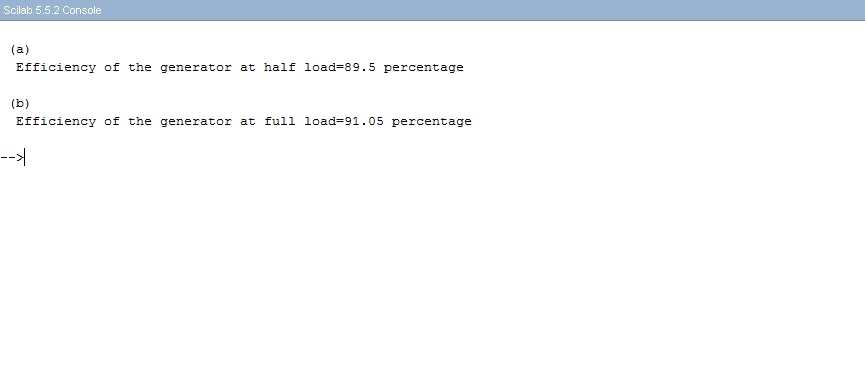 Scilab 5.5.2 Console
(a)
Efficiency of the generator at half load=89.5 percentage
(b)
Efficiency of the generator at full load=91.05 percentage
-->